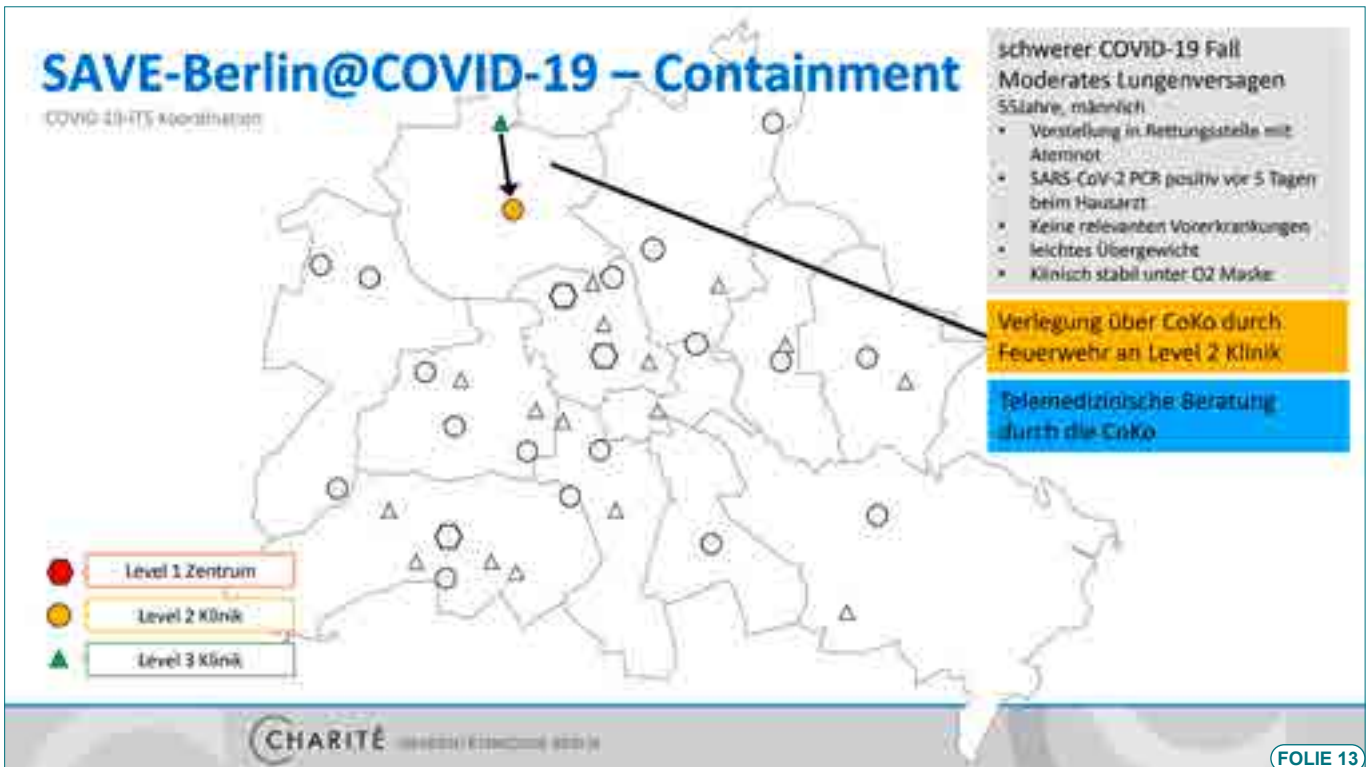 SAVE-Berlin@COVID-19 – Containment
COVID-19-ITS Koordination
schwerer COVID-19 Fall
Moderates Lungenversagen
55Jahre, männlich
• Vorstellung in Rettungsstelle mit
Atemnot
• SARS-CoV-2 PCR positiv vor 5 Tagen
beim Hausarzt
• Keine relevanten Vorerkrankungen
• leichtes Übergewicht
• Klinisch stabil unter O2 Maske
Verlegung über CoKo durch
Feuerwehr an Level 2 Klinik
Telemedizinische Beratung
durch die CoKo
Level 1 Zentrum
Level 2 Klinik
Level 3 Klinik
CHARITÉ UNIVERSITÄTSMEDIZIN BERLIN
FOLIE 13